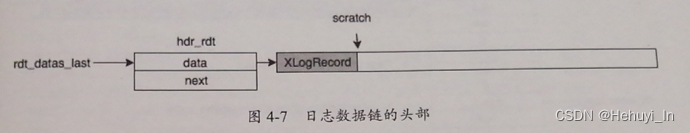 scratch
hdr_rdt
rdt_datas_last
data
XLogRecord
next
图 4-7 日志数据链的头部
CSDN @Hehuyi_In